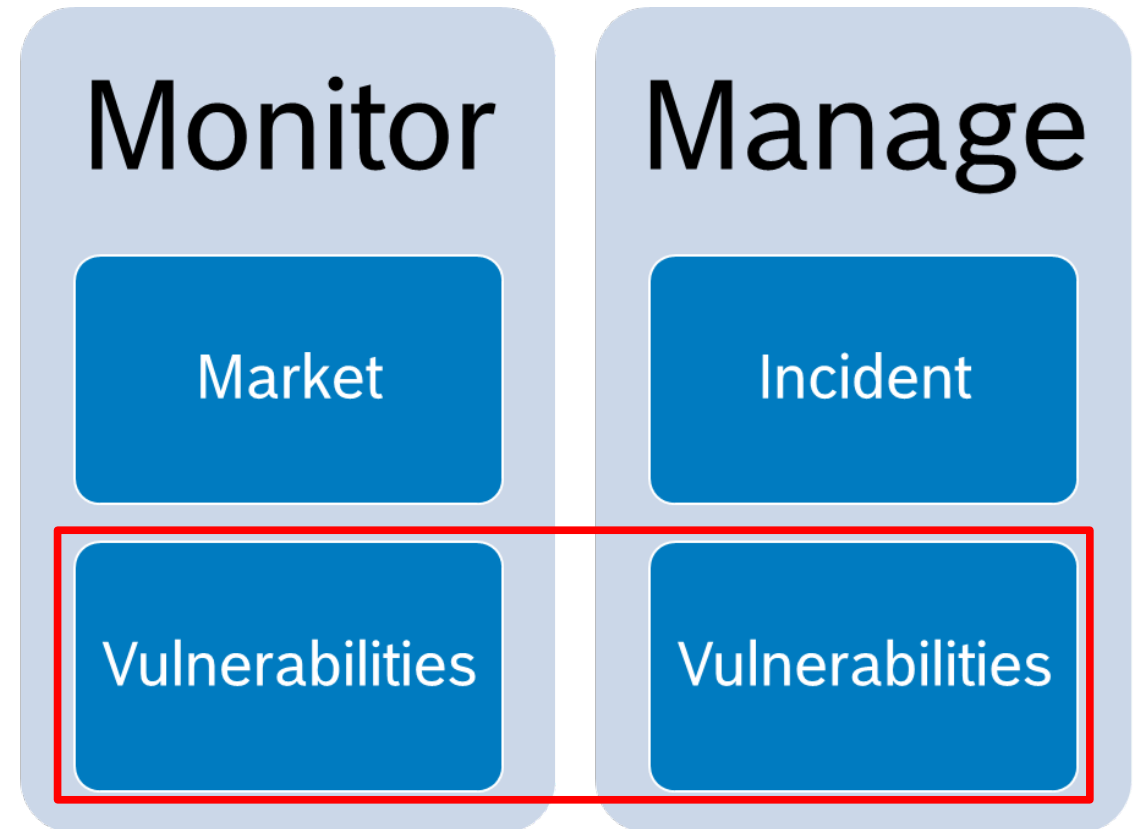 Monitor
Market
Vulnerabilities
Manage
Incident
Vulnerabilities